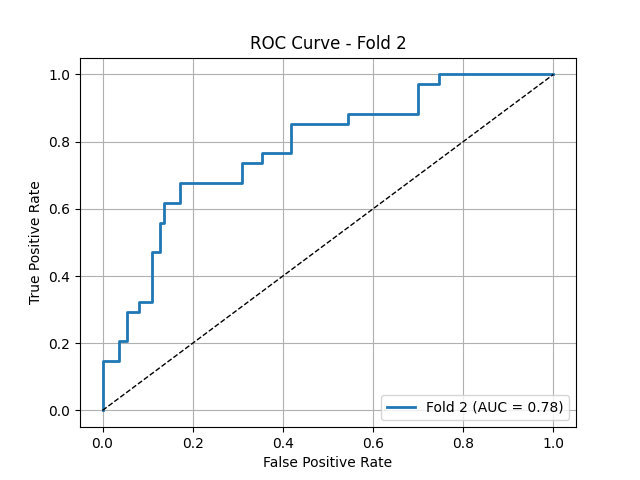 ROC Curve - Fold 2
True Positive Rate
1.0
0.8
0.6
0.4
0.2
0.0
Fold 2 (AUC = 0.78)
0.0 0.2 0.4 0.6 0.8 1.0
False Positive Rate